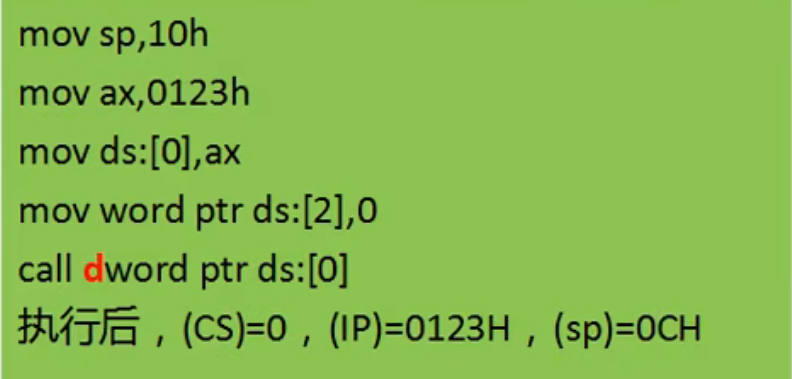 mov sp,10h
mov ax,0123h
mov ds:[0],ax
mov word ptr ds:[2],0
call dword ptr ds:[0]
执行后，(CS)=0，(IP)=0123H，(sp)=0CH